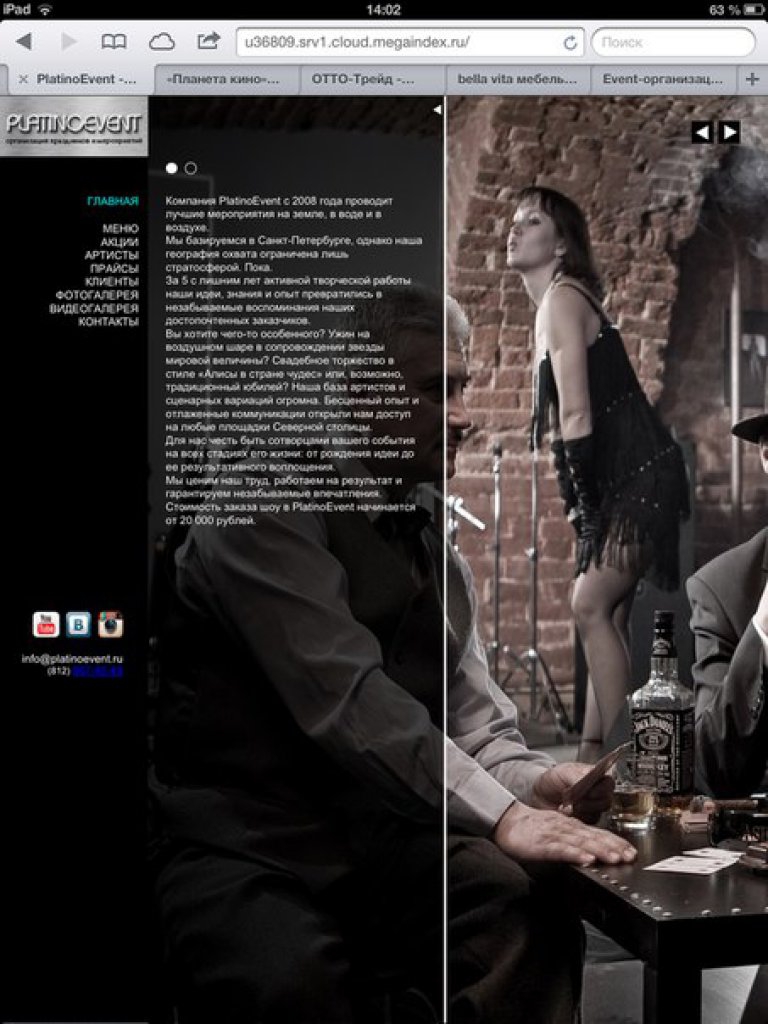 iPad
14:02
63 %
u36809.srv1.cloud.megaindex.ru/
Поиск
PlatinoEvent -...
«Планета кино»...
ОТТО-Трейд -...
bella vita мебель...
Event-организац...
PLATINOEVENT
организация праздников и мероприятий
ГЛАВНАЯ
МЕНЮ
АКЦИИ
АРТИСТЫ
ПРАЙСЫ
КЛИЕНТЫ
ФОТОГАЛЕРЕЯ
ВИДЕОГАЛЕРЕЯ
КОНТАКТЫ
Компания PlatinoEvent с 2008 года проводит
лучшие мероприятия на земле, в воде и в
воздухе.
Мы базируемся в Санкт-Петербурге, однако наша
география охвата ограничена лишь
стратосферой. Пока.
За 5 с лишним лет активной творческой работы
наши идеи, знания и опыт превратились в
незабываемые воспоминания наших
достопочтенных заказчиков.
Вы хотите чего-то особенного? Ужин на
воздушном шаре в сопровождении звезды
мировой величины? Свадебное торжество в
стиле «Алисы в стране чудес» или, возможно,
традиционный юбилей? Наша база артистов и
сценарных вариаций огромна. Бесценный опыт и
отлаженные коммуникации открыли нам доступ
на любые площадки Северной столицы.
Для нас честь быть сотворцами вашего события
на всех стадиях его жизни: от рождения идеи до
ее результативного воплощения.
Мы ценим наш труд, работаем на результат и
гарантируем незабываемые впечатления.
Стоимость заказа шоу в PlatinoEvent начинается
от 20 000 рублей.
You
Tube
В
info@platinoevent.ru
(812)
JACK DANIEL'S